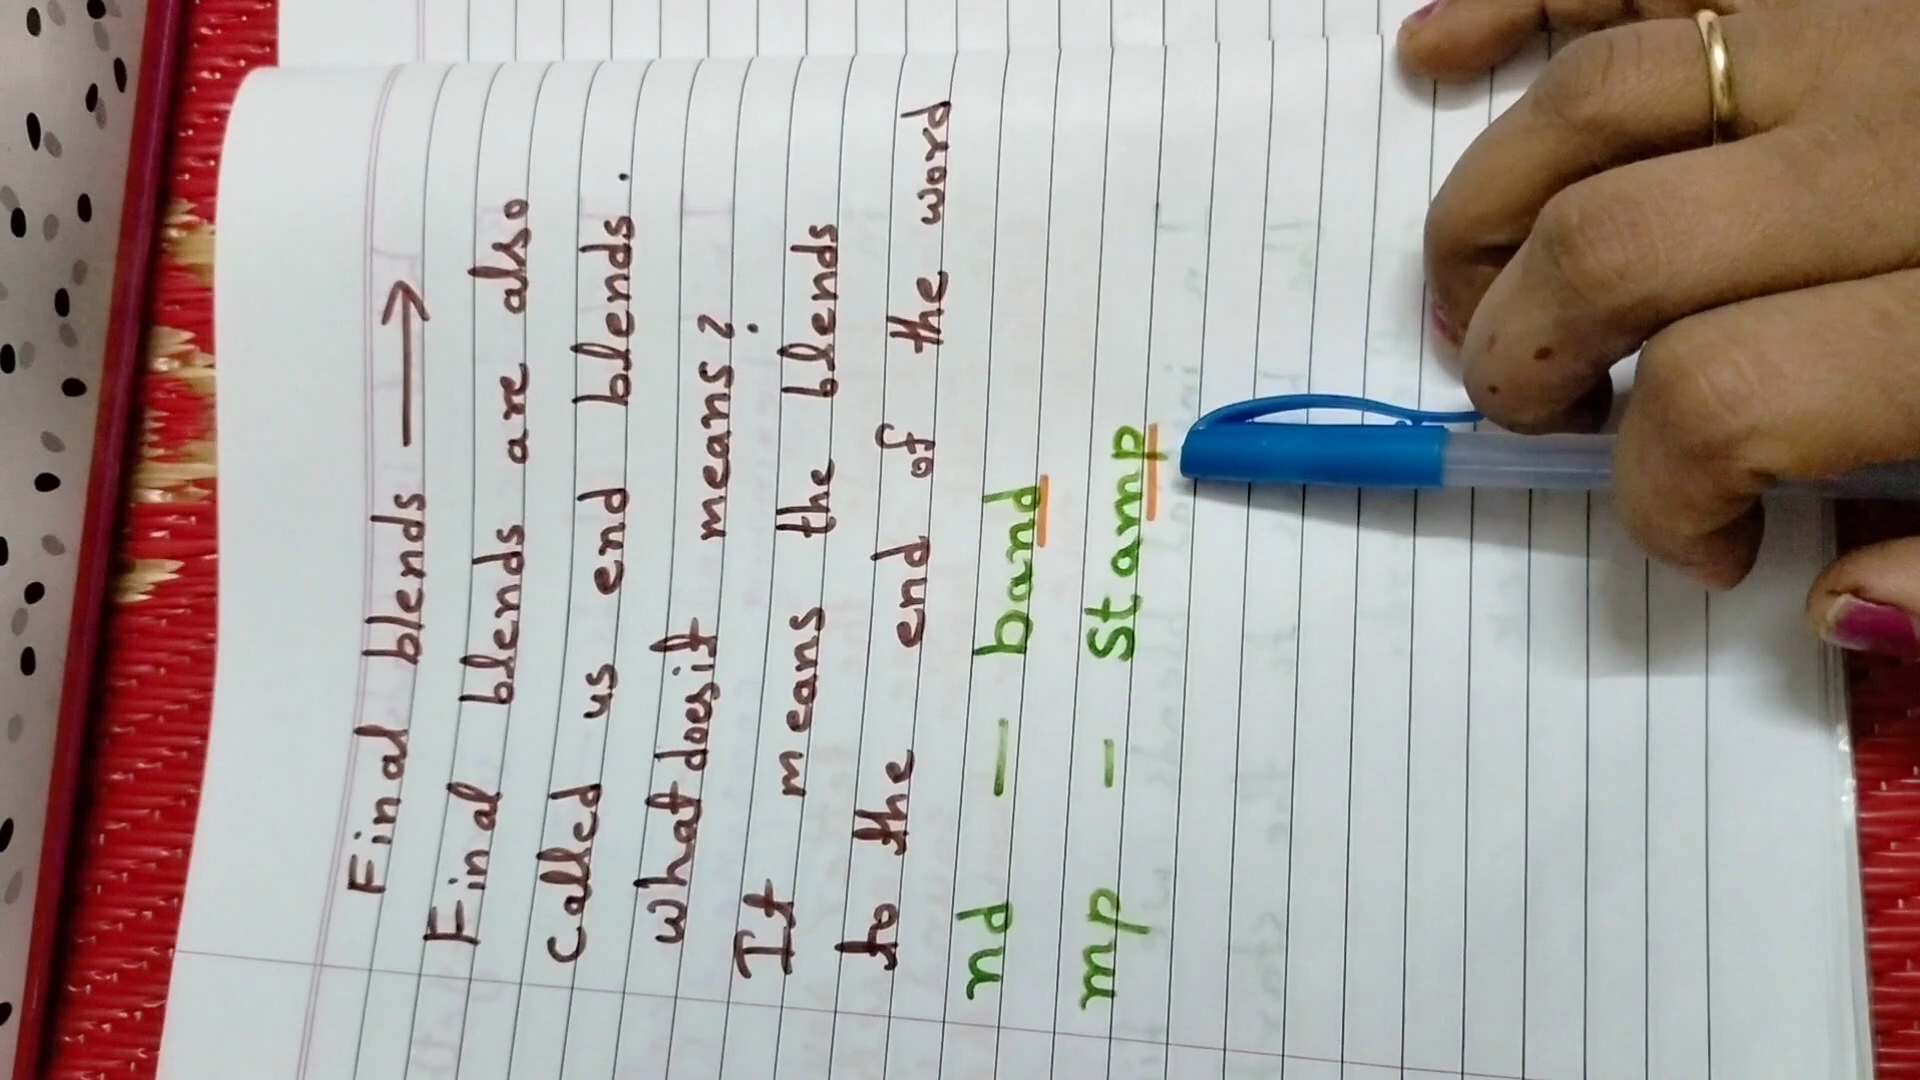 Final blends →
Final blends are also
called us end blends.
what does it means?
It means the blends
to the end of the word
nd — band
mp - stamp